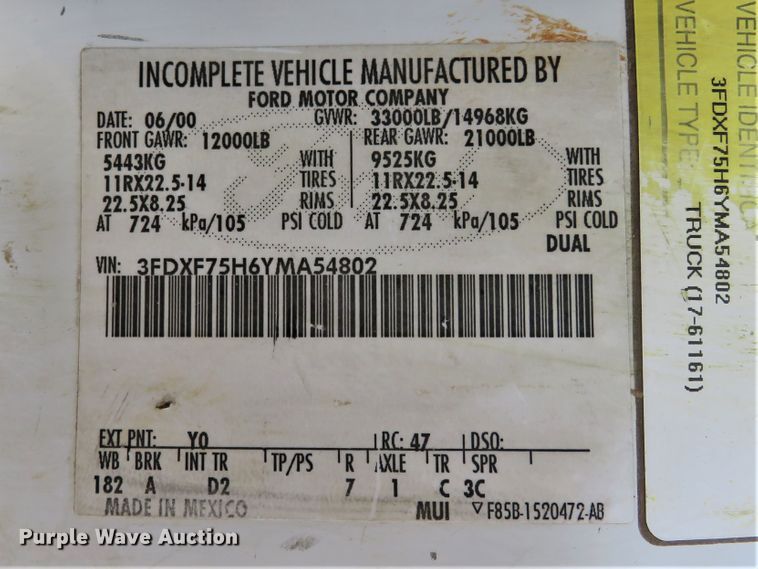 INCOMPLETE VEHICLE MANUFACTURED BY
FORD MOTOR COMPANY
DATE: 06/00 GVWR: 33000LB/14968KG
FRONT GAWR: 12000LB REAR GAWR: 21000LB
5443KG WITH 9525KG WITH
11RX22.5-14 TIRES 11RX22.5-14 TIRES
22.5X8.25 RIMS 22.5X8.25 RIMS
AT 724 kPa/105 PSI COLD AT 724 kPa/105 PSI COLD
DUAL
VIN: 3FDXF75H6YMA54802
EXT PNT: YO RC: 47 DSO:
WB BRK INT TR TP/PS R AXLE TR SPR
182 A D2 7 1 C 3C
MADE IN MEXICO MUI F85B-1520472-AB
VEHICLE
3FDXF75H6YMA54802
VEHICLE TYPE
TRUCK (17-61161)
Purple Wave Auction